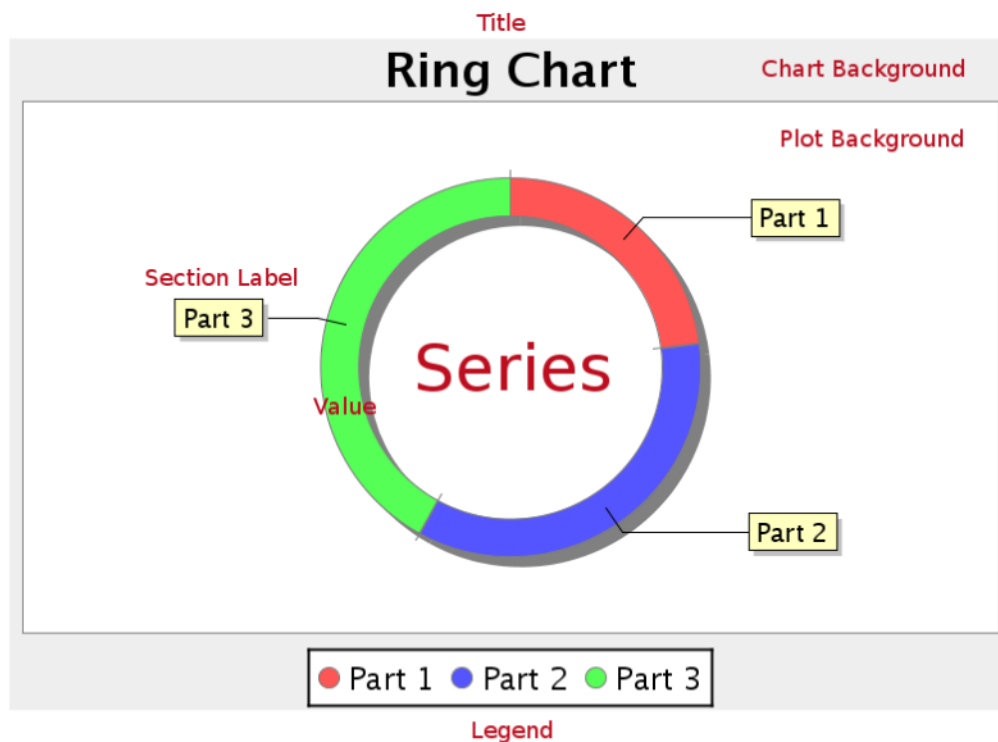 Title
Ring Chart
Chart Background
Plot Background
Part 1
Section Label
Part 3
Series
Value
Part 2
Part 1 Part 2 Part 3
Legend